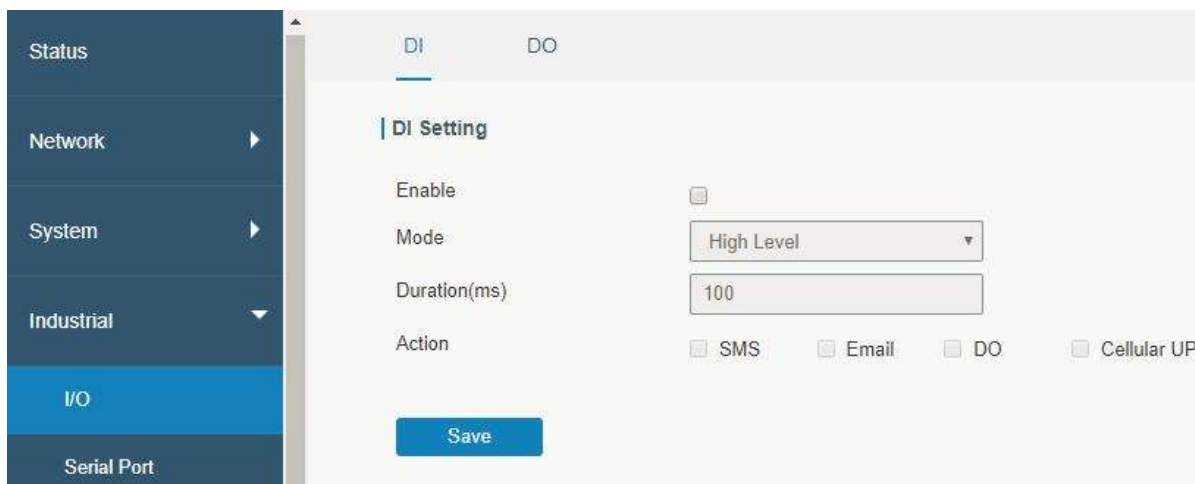 Status
Network
System
Industrial
I/O
Serial Port
DI DO
DI Setting
Enable
Mode High Level
Duration(ms) 100
Action SMS Email DO Cellular UP
Save